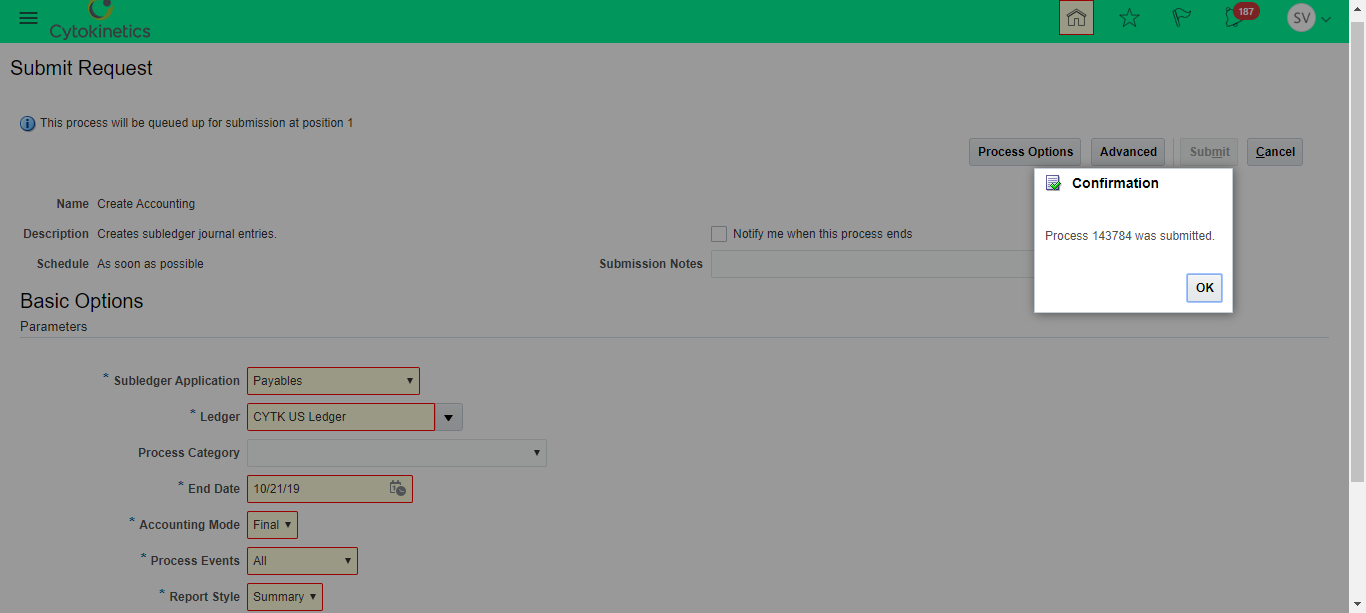 Cytokinetics
187
SV
Submit Request
This process will be queued up for submission at position 1
Process Options Advanced Submit Cancel
Confirmation
Process 143784 was submitted.
OK
Name Create Accounting
Description Creates subledger journal entries.
Notify me when this process ends
Schedule As soon as possible
Submission Notes
Basic Options
Parameters
* Subledger Application Payables
* Ledger CYTK US Ledger
Process Category
* End Date 10/21/19
* Accounting Mode Final
* Process Events All
* Report Style Summary